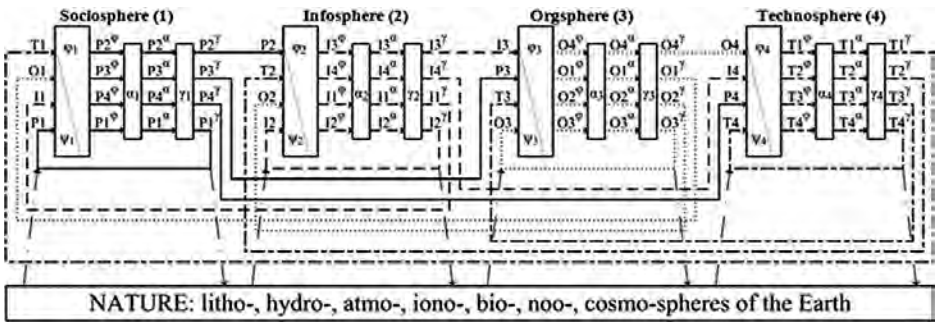 Sociosphere (1) Infosphere (2) Orgsphere (3) Technosphere (4)
T1 φ1 P2φ P2α P2γ P2 φ2 I3φ I3α I3γ I3 φ3 O4φ O4α O4γ O4 φ4 T1φ T1α T1γ
O1 P3φ P3α P3γ T2 I4φ I4α I4γ P3 O1φ O1α O1γ I4 T2φ T2α T2γ
I1 P4φ α1 P4α γ1 P4γ O2 I1φ α2 I1α γ2 I1γ T3 O2φ α3 O2α γ3 O2γ P4 T3φ α4 T3α γ4 T3γ
P1 ψ1 P1φ P1α P1γ I2 ψ2 I2φ I2α I2γ O3 ψ3 O3φ O3α O3γ T4 ψ4 T4φ T4α T4γ
NATURE: litho-, hydro-, atmo-, iono-, bio-, noo-, cosmo-spheres of the Earth